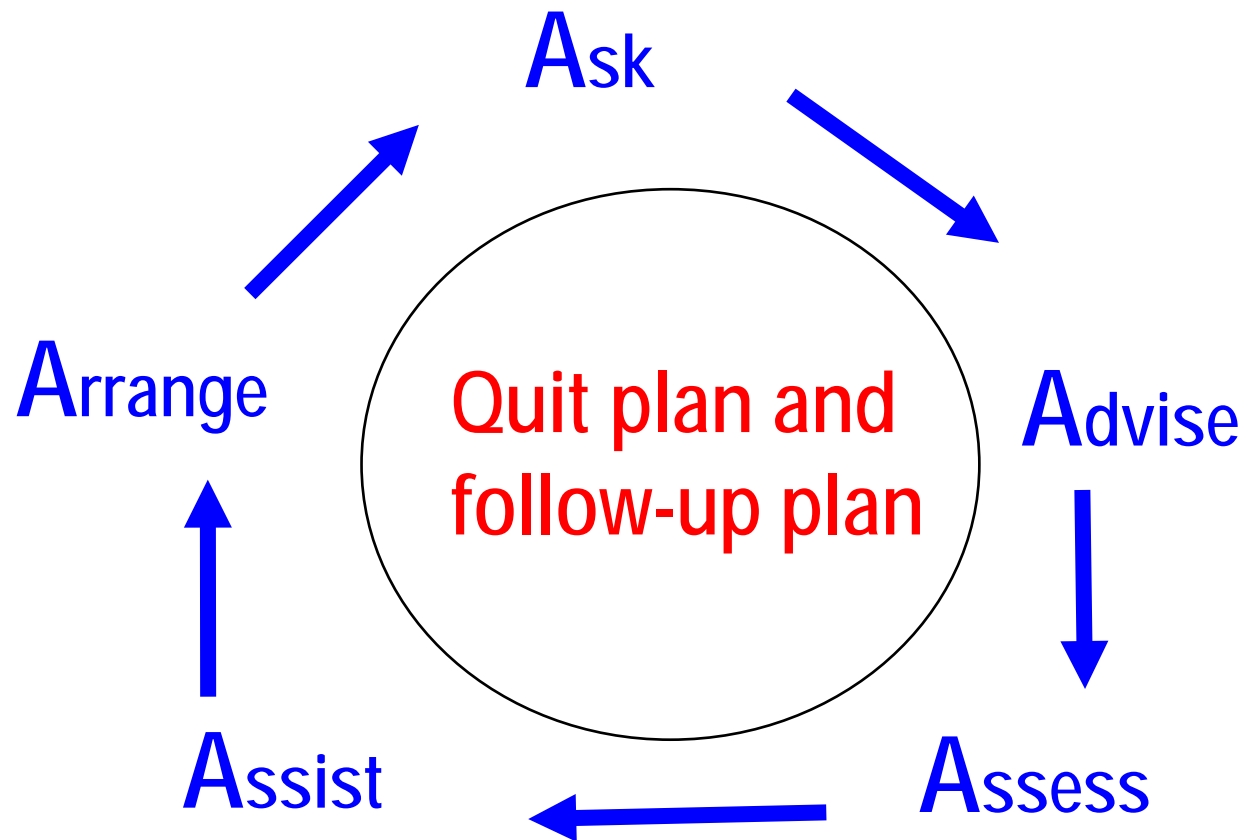 Ask
Arrange
Quit plan and
follow-up plan
Advise
Assist
Assess